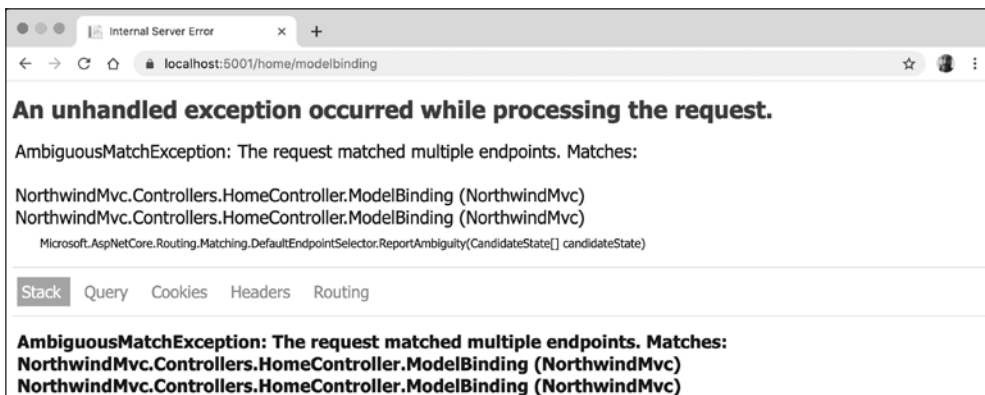 Internal Server Error
localhost:5001/home/modelbinding
An unhandled exception occurred while processing the request.
AmbiguousMatchException: The request matched multiple endpoints. Matches:
NorthwindMvc.Controllers.HomeController.ModelBinding (NorthwindMvc)
NorthwindMvc.Controllers.HomeController.ModelBinding (NorthwindMvc)
Microsoft.AspNetCore.Routing.Matching.DefaultEndpointSelector.ReportAmbiguity(CandidateState[] candidateState)
Stack Query Cookies Headers Routing
AmbiguousMatchException: The request matched multiple endpoints. Matches:
NorthwindMvc.Controllers.HomeController.ModelBinding (NorthwindMvc)
NorthwindMvc.Controllers.HomeController.ModelBinding (NorthwindMvc)